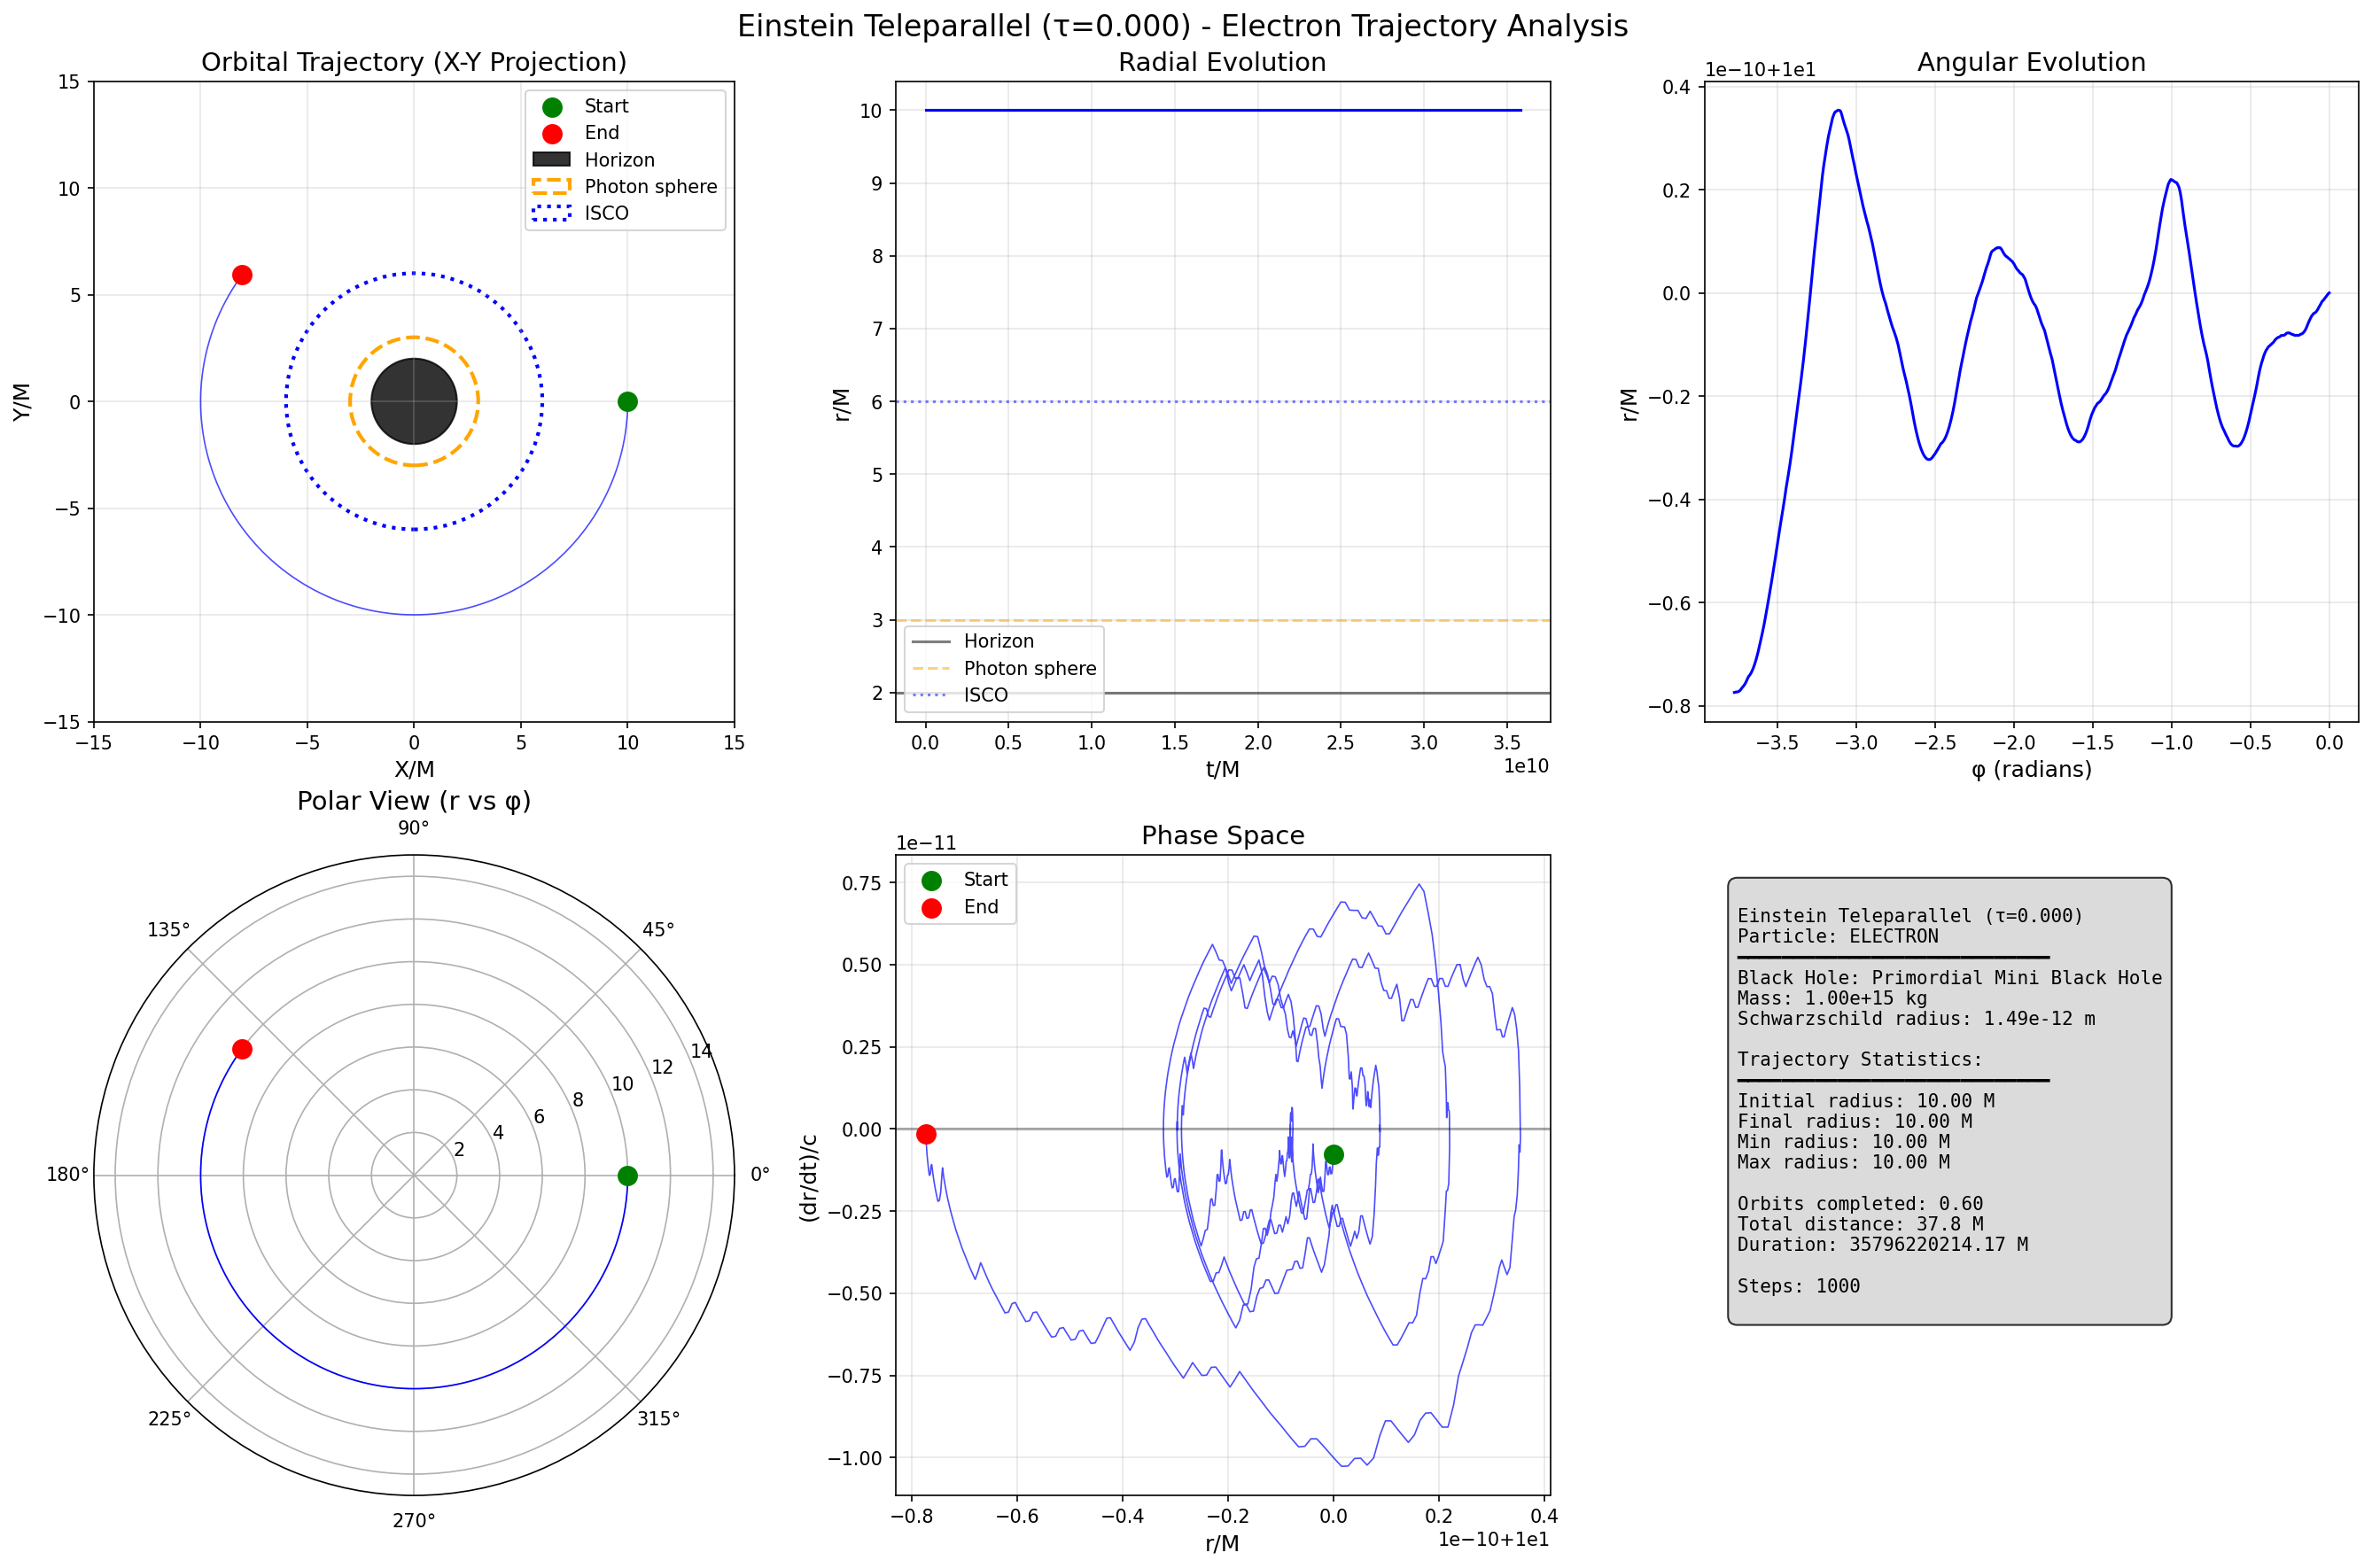 Einstein Teleparallel (τ=0.000) - Electron Trajectory Analysis
Orbital Trajectory (X-Y Projection)
15
10
5
0
−5
−10
−15
−15 −10 −5 0 5 10 15
Y/M
X/M
Start
End
Horizon
Photon sphere
ISCO
Radial Evolution
10
9
8
7
6
5
4
3
2
0.0 0.5 1.0 1.5 2.0 2.5 3.0 3.5
1e10
r/M
t/M
Horizon
Photon sphere
ISCO
Angular Evolution
1e−10+1e1
0.4
0.2
0.0
−0.2
−0.4
−0.6
−0.8
−3.5 −3.0 −2.5 −2.0 −1.5 −1.0 −0.5 0.0
r/M
φ (radians)
Polar View (r vs φ)
90°
135° 45°
180° 0°
225° 315°
270°
2 4 6 8 10 12 14
Phase Space
1e−11
0.75
0.50
0.25
0.00
−0.25
−0.50
−0.75
−1.00
−0.8 −0.6 −0.4 −0.2 0.0 0.2 0.4
1e−10+1e1
(dr/dt)/c
r/M
Start
End
Einstein Teleparallel (τ=0.000)
Particle: ELECTRON
Black Hole: Primordial Mini Black Hole
Mass: 1.00e+15 kg
Schwarzschild radius: 1.49e-12 m
Trajectory Statistics:
Initial radius: 10.00 M
Final radius: 10.00 M
Min radius: 10.00 M
Max radius: 10.00 M
Orbits completed: 0.60
Total distance: 37.8 M
Duration: 35796220214.17 M
Steps: 1000